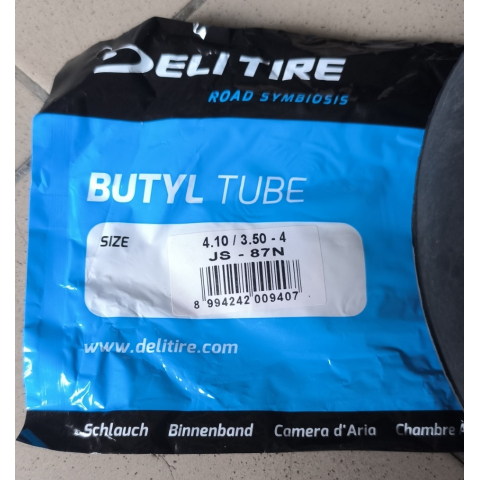 DELI TIRE
ROAD SYMBIOSIS
BUTYL TUBE
SIZE
4.10 / 3.50 - 4
JS - 87N
8 994242 009407
www.delitire.com
Schlauch Binnenband Camera d'Aria Chambre